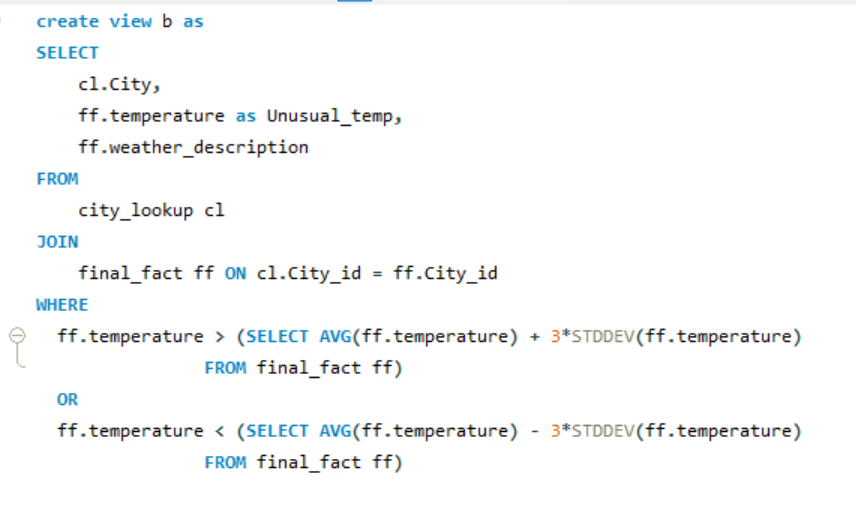 create view b as
SELECT
cl.City,
ff.temperature as Unusual_temp,
ff.weather_description
FROM
city_lookup cl
JOIN
final_fact ff ON cl.City_id = ff.City_id
WHERE
ff.temperature > (SELECT AVG(ff.temperature) + 3*STDDEV(ff.temperature)
FROM final_fact ff)
OR
ff.temperature < (SELECT AVG(ff.temperature) - 3*STDDEV(ff.temperature)
FROM final_fact ff)